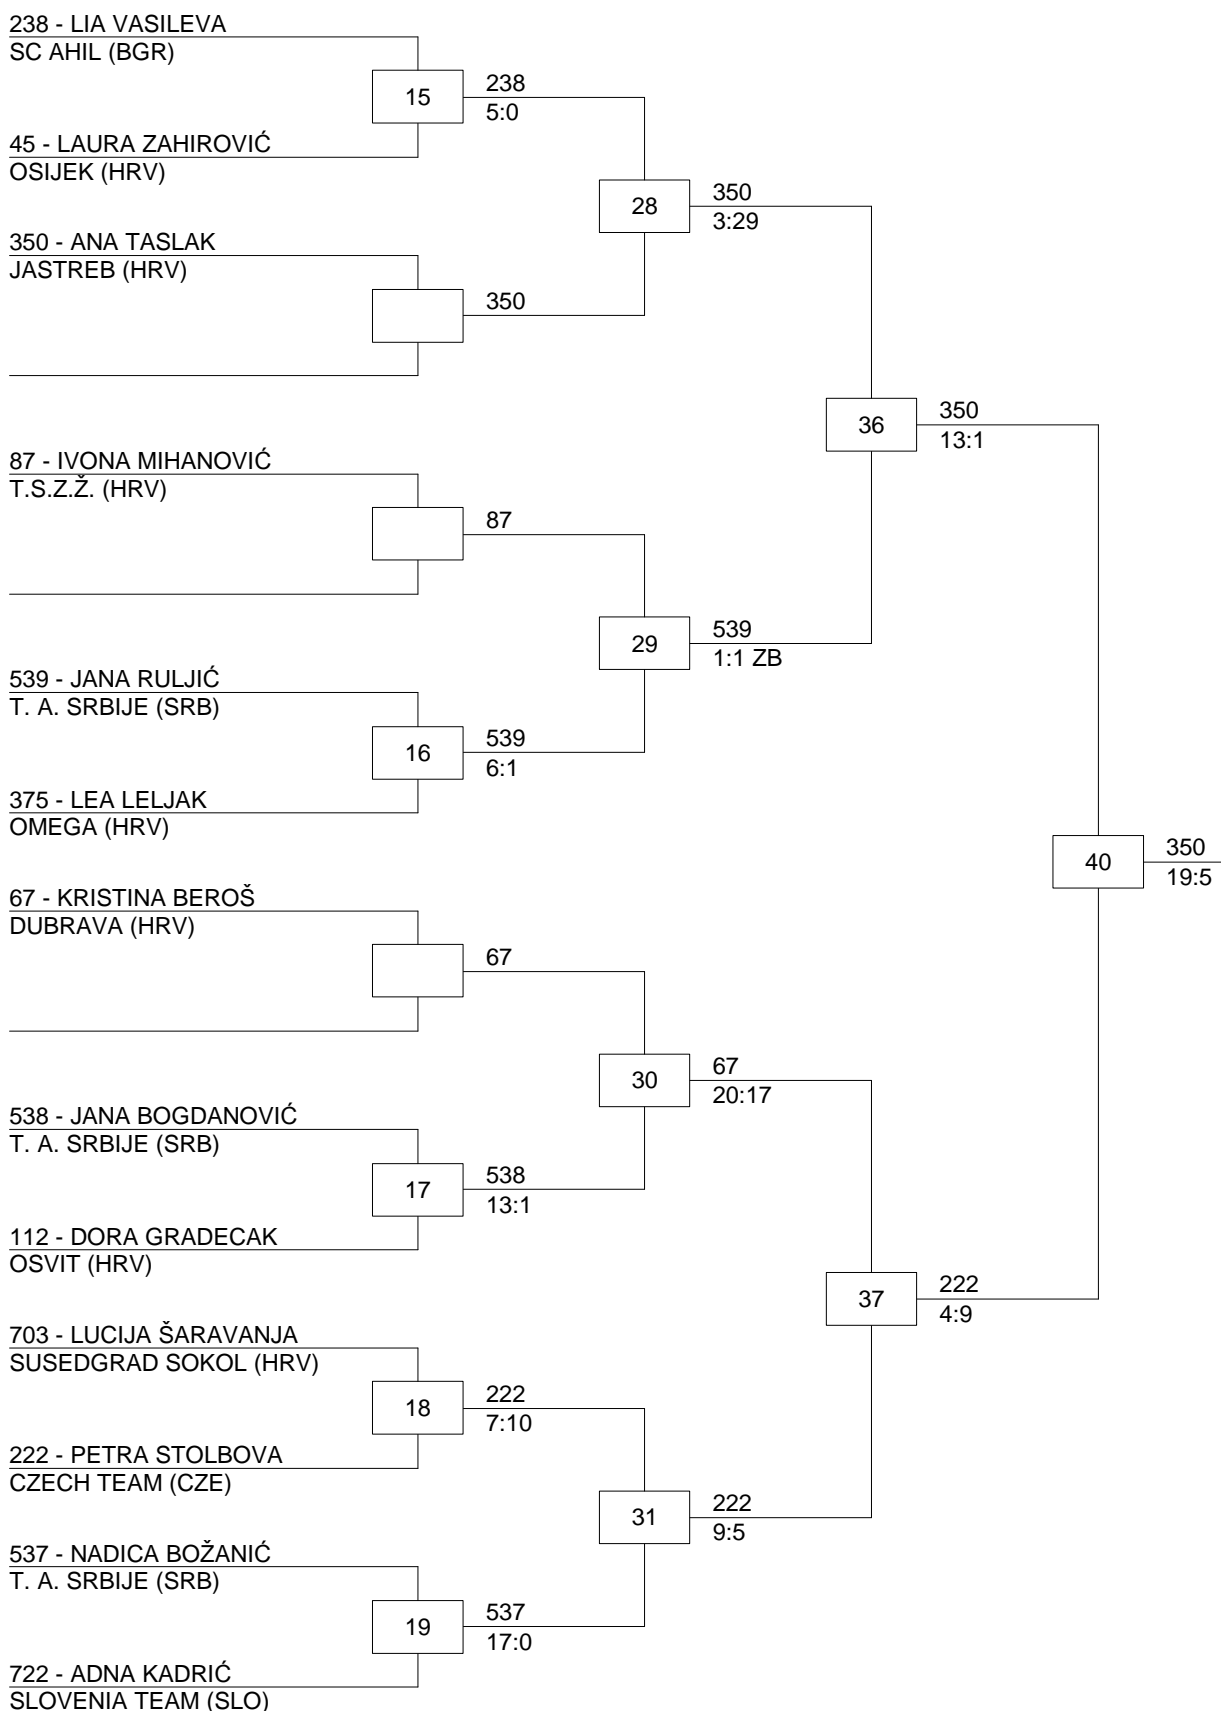 238 - LIA VASILEVA
SC AHIL (BGR)
15
238
5:0
45 - LAURA ZAHIROVIĆ
OSIJEK (HRV)
28
350
3:29
350 - ANA TASLAK
JASTREB (HRV)
350
36
350
13:1
87 - IVONA MIHANOVIĆ
T.S.Z.Ž. (HRV)
87
29
539
1:1 ZB
539 - JANA RULJIĆ
T. A. SRBIJE (SRB)
16
539
6:1
375 - LEA LELJAK
OMEGA (HRV)
40
350
19:5
67 - KRISTINA BEROŠ
DUBRAVA (HRV)
67
30
67
20:17
538 - JANA BOGDANOVIĆ
T. A. SRBIJE (SRB)
17
538
13:1
112 - DORA GRADECAK
OSVIT (HRV)
37
222
4:9
703 - LUCIJA ŠARAVANJA
SUSEDGRAD SOKOL (HRV)
18
222
7:10
222 - PETRA STOLBOVA
CZECH TEAM (CZE)
31
222
9:5
537 - NADICA BOŽANIĆ
T. A. SRBIJE (SRB)
19
537
17:0
722 - ADNA KADRIĆ
SLOVENIA TEAM (SLO)